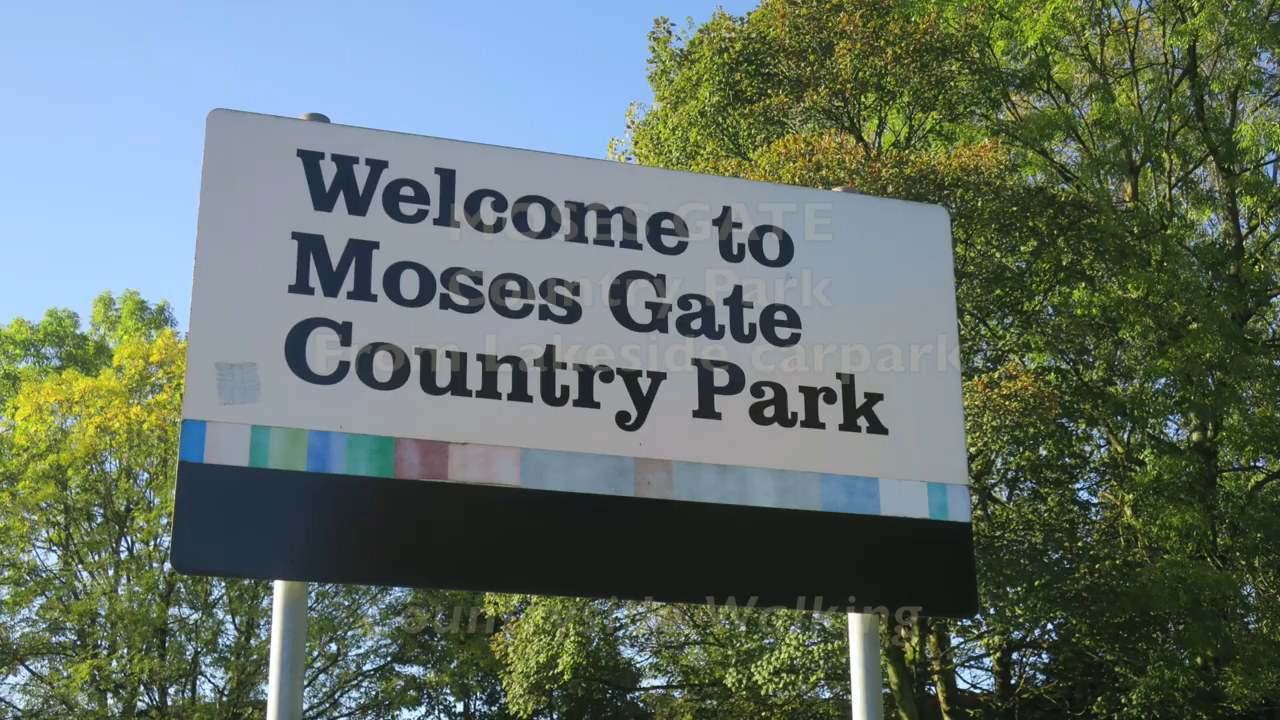 Welcome to
Moses Gate
Country Park
MOSES GATE
Country Park
From Lakeside carpark
Walking